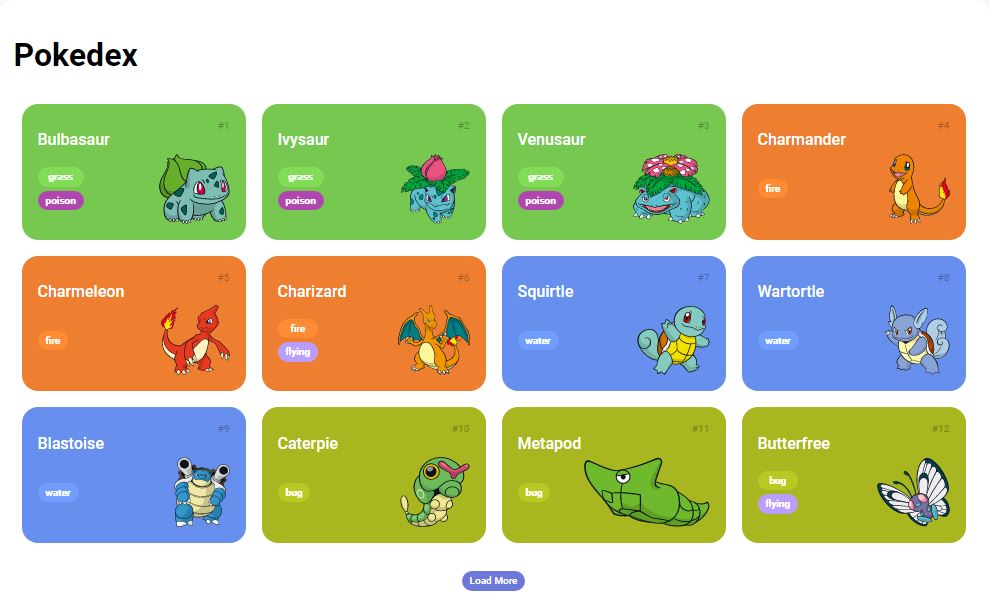 Pokedex
#1
Bulbasaur
grass
poison
#2
Ivysaur
grass
poison
#3
Venusaur
grass
poison
#4
Charmander
fire
#5
Charmeleon
fire
#6
Charizard
fire
flying
#7
Squirtle
water
#8
Wartortle
water
#9
Blastoise
water
#10
Caterpie
bug
#11
Metapod
bug
#12
Butterfree
bug
flying
Load More